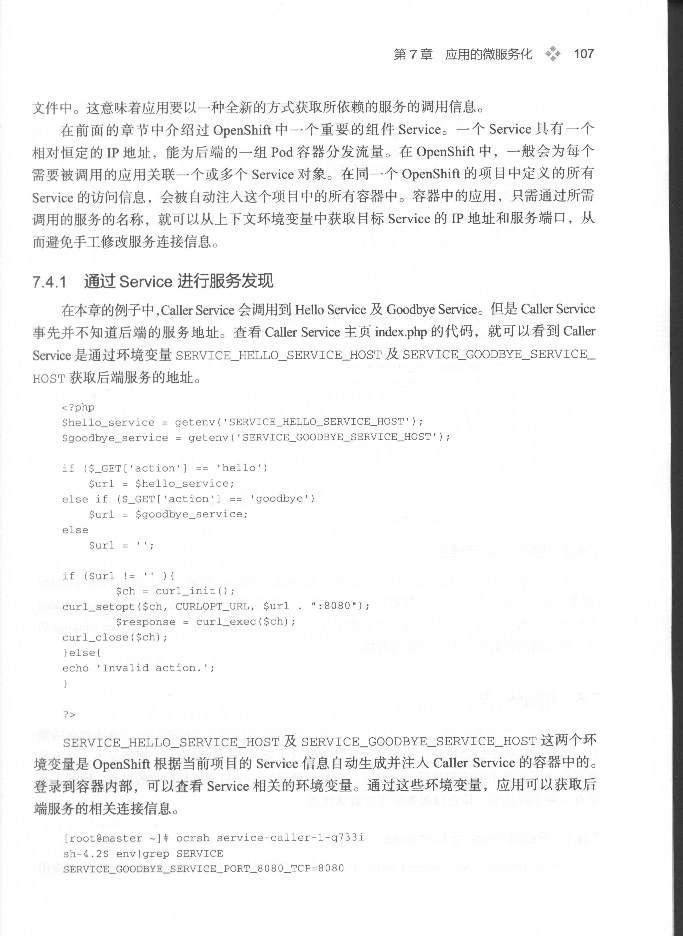 第 7 章 应用的微服务化 107
文件中。这意味着应用要以一种全新的方式获取所依赖的服务的调用信息。
在前面的章节中介绍过 OpenShift 中一个重要的组件 Service。一个 Service 具有一个
相对恒定的 IP 地址，能为后端的一组 Pod 容器分发流量。在 OpenShift 中，一般会为每个
需要被调用的应用关联一个或多个 Service 对象。在同一个 OpenShift 的项目中定义的所有
Service 的访问信息，会被自动注入这个项目中的所有容器中。容器中的应用，只需通过所需
调用的服务的名称，就可以从上下文环境变量中获取目标 Service 的 IP 地址和服务端口，从
而避免手工修改服务连接信息。
7.4.1 通过 Service 进行服务发现
在本章的例子中,Caller Service 会调用到 Hello Service 及 Goodbye Service。但是 Caller Service
事先并不知道后端的服务地址。查看 Caller Service 主页 index.php 的代码，就可以看到 Caller
Service 是通过环境变量 SERVICE_HELLO_SERVICE_HOST 及 SERVICE_GOODBYE_SERVICE_
HOST 获取后端服务的地址。
<?php
$hello_service = getenv('SERVICE_HELLO_SERVICE_HOST');
$goodbye_service = getenv('SERVICE_GOODBYE_SERVICE_HOST');
if ($_GET['action'] == 'hello')
$url = $hello_service;
else if ($_GET['action'] == 'goodbye')
$url = $goodbye_service;
else
$url = '';
if ($url != '' ){
$ch = curl_init();
curl_setopt($ch, CURLOPT_URL, $url . ":8080");
$response = curl_exec($ch);
curl_close($ch);
}else{
echo 'Invalid action.';
}
?>
SERVICE_HELLO_SERVICE_HOST 及 SERVICE_GOODBYE_SERVICE_HOST 这两个环
境变量是 OpenShift 根据当前项目的 Service 信息自动生成并注入 Caller Service 的容器中的。
登录到容器内部，可以查看 Service 相关的环境变量。通过这些环境变量，应用可以获取后
端服务的相关连接信息。
[root@master ~]# ocrsh service-caller-1-q733i
sh-4.2$ env|grep SERVICE
SERVICE_GOODBYE_SERVICE_PORT_8080_TCP=8080